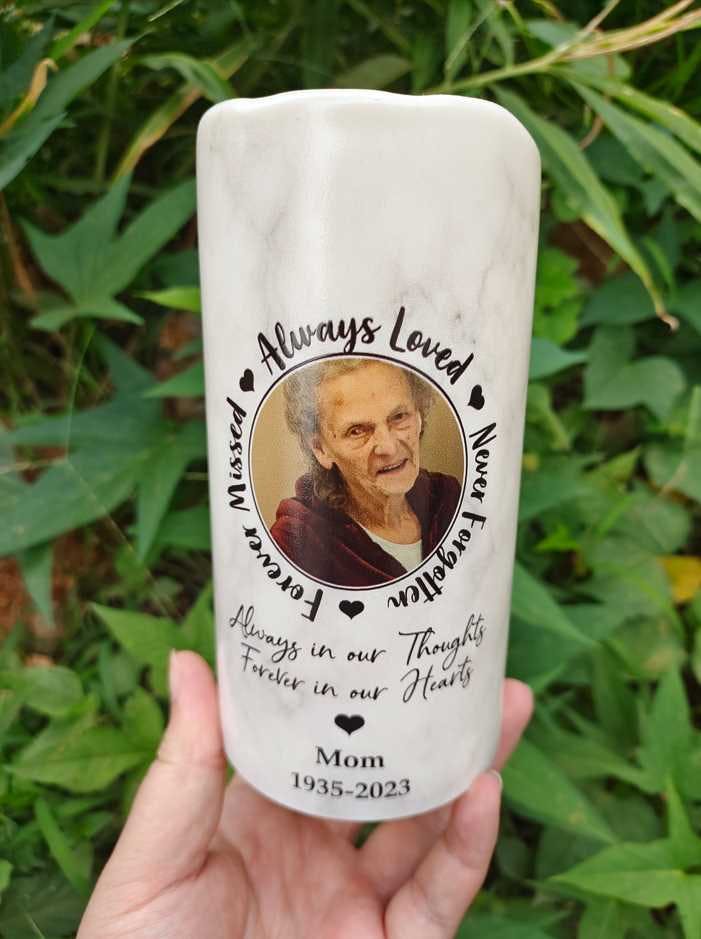 Always Loved
Never Forgotten
Forever Missed
Always in our Thoughts
Forever in our Hearts
Mom
1935-2023